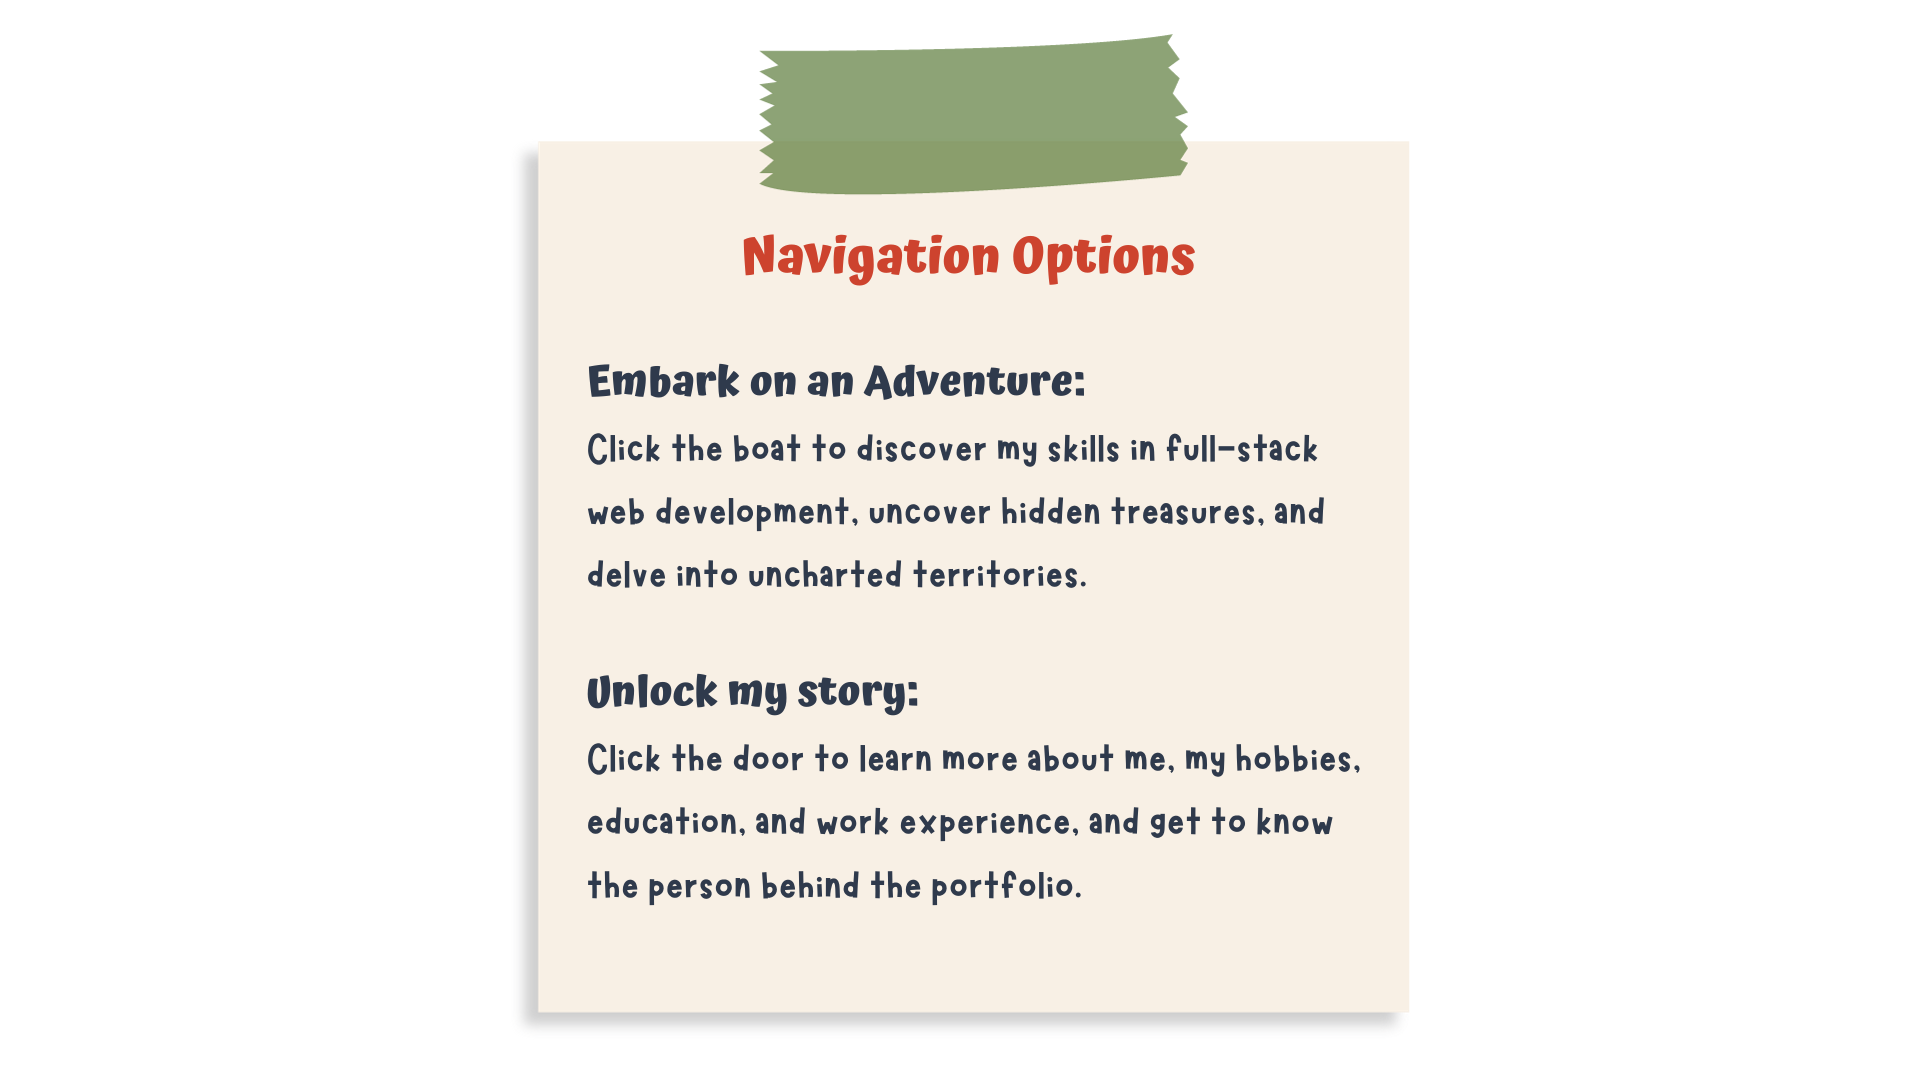 Navigation Options
Embark on an Adventure:
Click the boat to discover my skills in full-stack
web development, uncover hidden treasures, and
delve into uncharted territories.
Unlock my story:
Click the door to learn more about me, my hobbies,
education, and work experience, and get to know
the person behind the portfolio.